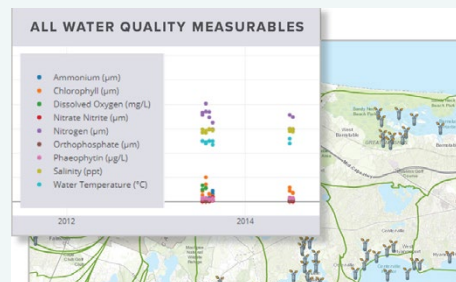 ALL WATER QUALITY MEASURABLES
Ammonium (µm)
Chlorophyll (µm)
Dissolved Oxygen (mg/L)
Nitrate Nitrite (µm)
Nitrogen (µm)
Orthophosphate (µm)
Phaeophytin (µg/L)
Salinity (ppt)
Water Temperature (°C)
2012
2014
West